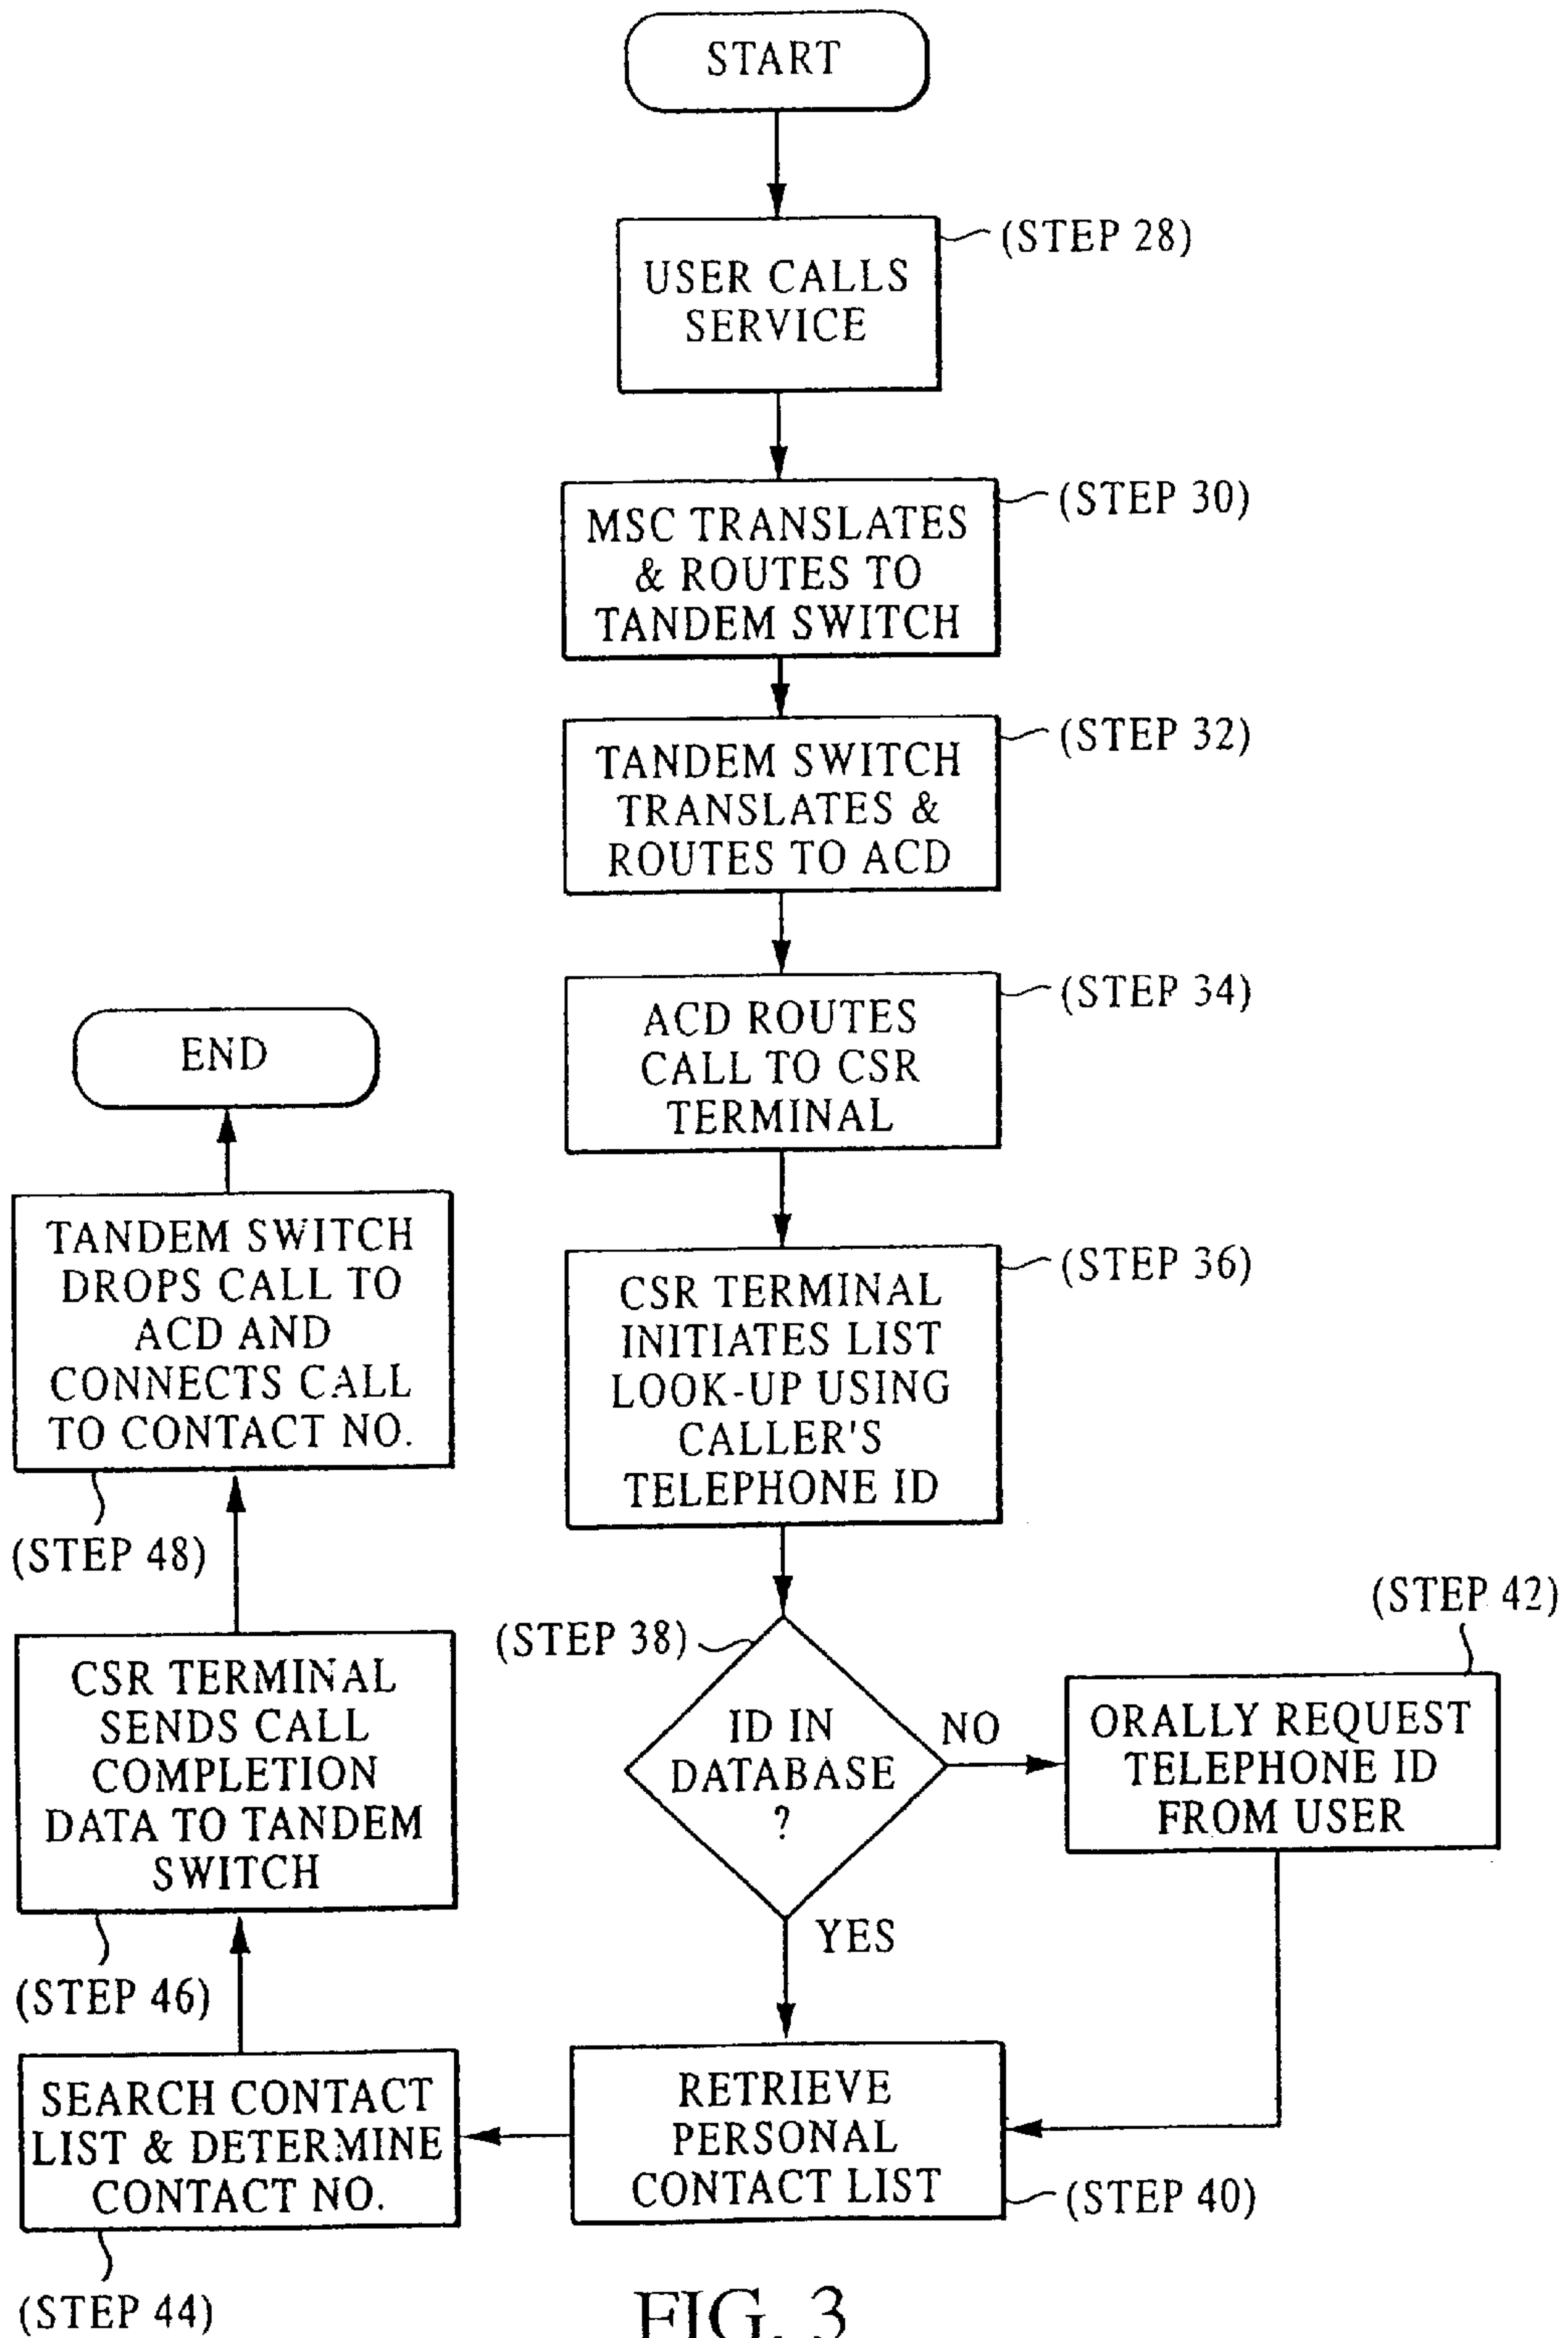 START
(STEP 28)
USER CALLS
SERVICE
(STEP 30)
MSC TRANSLATES
& ROUTES TO
TANDEM SWITCH
(STEP 32)
TANDEM SWITCH
TRANSLATES &
ROUTES TO ACD
(STEP 34)
ACD ROUTES
CALL TO CSR
TERMINAL
(STEP 36)
CSR TERMINAL
INITIATES LIST
LOOK-UP USING
CALLER'S
TELEPHONE ID
(STEP 38)
ID IN
DATABASE
?
NO
(STEP 42)
ORALLY REQUEST
TELEPHONE ID
FROM USER
YES
RETRIEVE
PERSONAL
CONTACT LIST
(STEP 40)
SEARCH CONTACT
LIST & DETERMINE
CONTACT NO.
(STEP 44)
CSR TERMINAL
SENDS CALL
COMPLETION
DATA TO TANDEM
SWITCH
(STEP 46)
TANDEM SWITCH
DROPS CALL TO
ACD AND
CONNECTS CALL
TO CONTACT NO.
(STEP 48)
END
FIG. 3